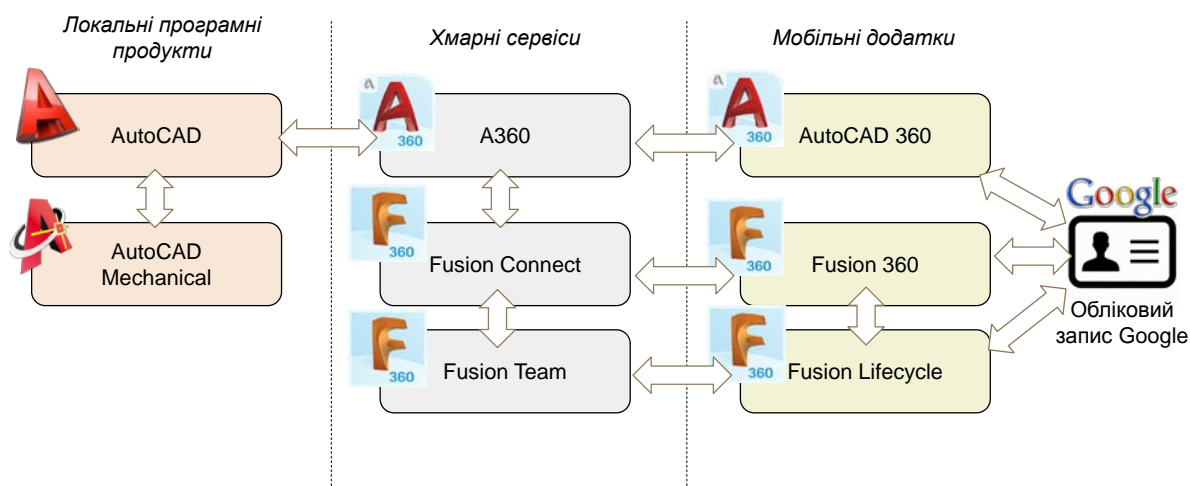 Локальні програмні
продукти
Хмарні сервіси
Мобільні додатки
AutoCAD
A
360
A360
A
360
AutoCAD 360
Google
AutoCAD
Mechanical
F
360
Fusion Connect
F
360
Fusion 360
Обліковий
запис Google
F
360
Fusion Team
F
360
Fusion Lifecycle